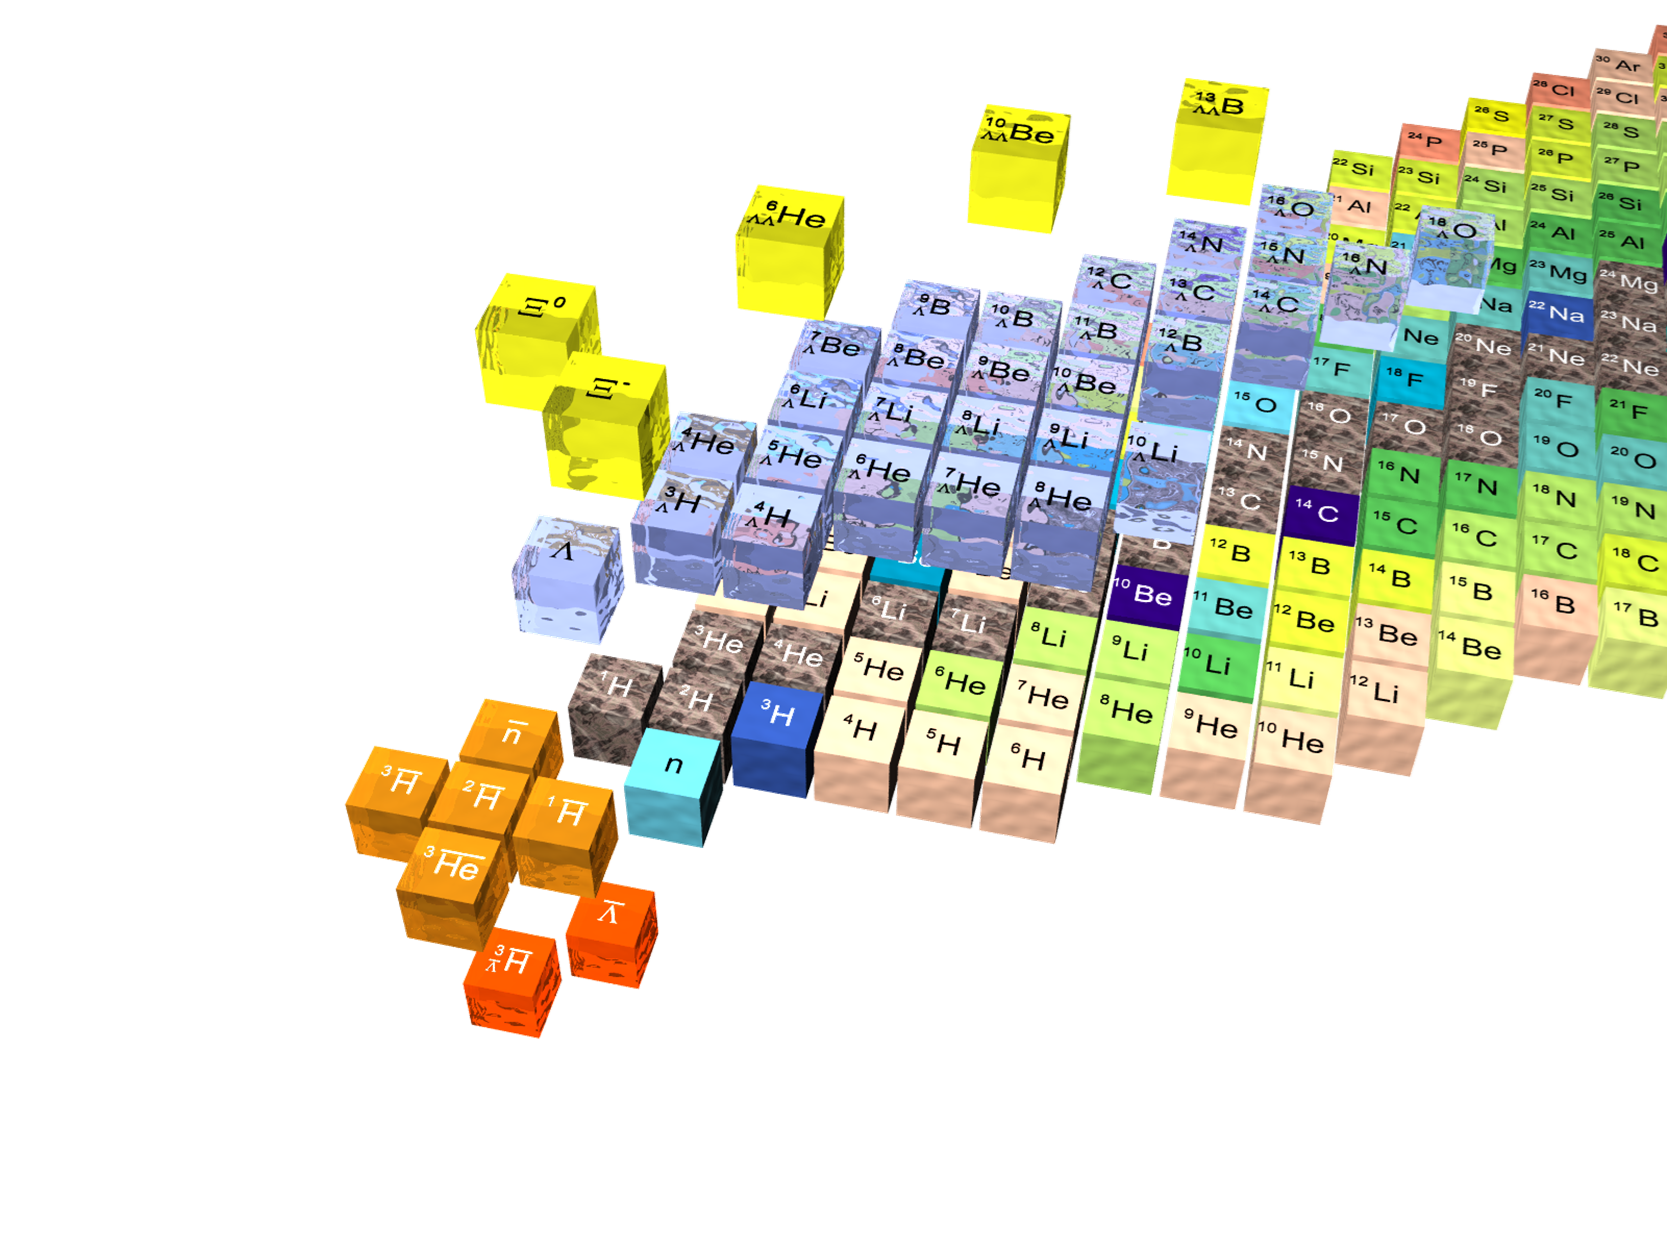 ³⁰Ar
²⁸Cl
²⁹Cl
²⁶S
²⁷S
²⁸S
²⁴P
²⁵P
²⁶P
²⁷P
²²Si
²³Si
²⁴Si
²⁵Si
²⁶Si
²⁴Al
²⁵Al
²³Mg
²⁴Mg
²²Na
²³Na
Ne
²⁰Ne
²¹Ne
²²Ne
¹⁷F
¹⁸F
¹⁹F
²⁰F
²¹F
¹⁵O
¹⁶O
¹⁷O
¹⁸O
¹⁹O
²⁰O
¹⁴N
¹⁵N
¹⁶N
¹⁷N
¹⁸N
¹⁹N
¹³C
¹⁴C
¹⁵C
¹⁶C
¹⁷C
¹⁸C
¹²B
¹³B
¹⁴B
¹⁵B
¹⁶B
¹⁷B
¹⁰Be
¹¹Be
¹²Be
¹³Be
¹⁴Be
Li
⁶Li
⁷Li
⁸Li
⁹Li
¹⁰Li
¹¹Li
¹²Li
³He
⁴He
⁵He
⁶He
⁷He
⁸He
⁹He
¹⁰He
¹H
²H
³H
⁴H
⁵H
⁶H
n
¹³ΛΛB
¹⁰ΛΛBe
⁶ΛΛHe
Ξ⁰
Ξ⁻
¹⁶ΛO
¹⁸ΛO
¹⁴ΛN
¹⁵ΛN
¹⁶ΛN
¹²ΛC
¹³ΛC
¹⁴ΛC
⁹ΛB
¹⁰ΛB
¹¹ΛB
¹²ΛB
⁷ΛBe
⁸ΛBe
⁹ΛBe
¹⁰ΛBe
⁶ΛLi
⁷ΛLi
⁸ΛLi
⁹ΛLi
¹⁰ΛLi
⁴ΛHe
⁵ΛHe
⁶ΛHe
⁷ΛHe
⁸ΛHe
³ΛH
⁴ΛH
Λ
n̅
³H̅
²H̅
¹H̅
³H̅e̅
Λ̅
³Λ̅H̅